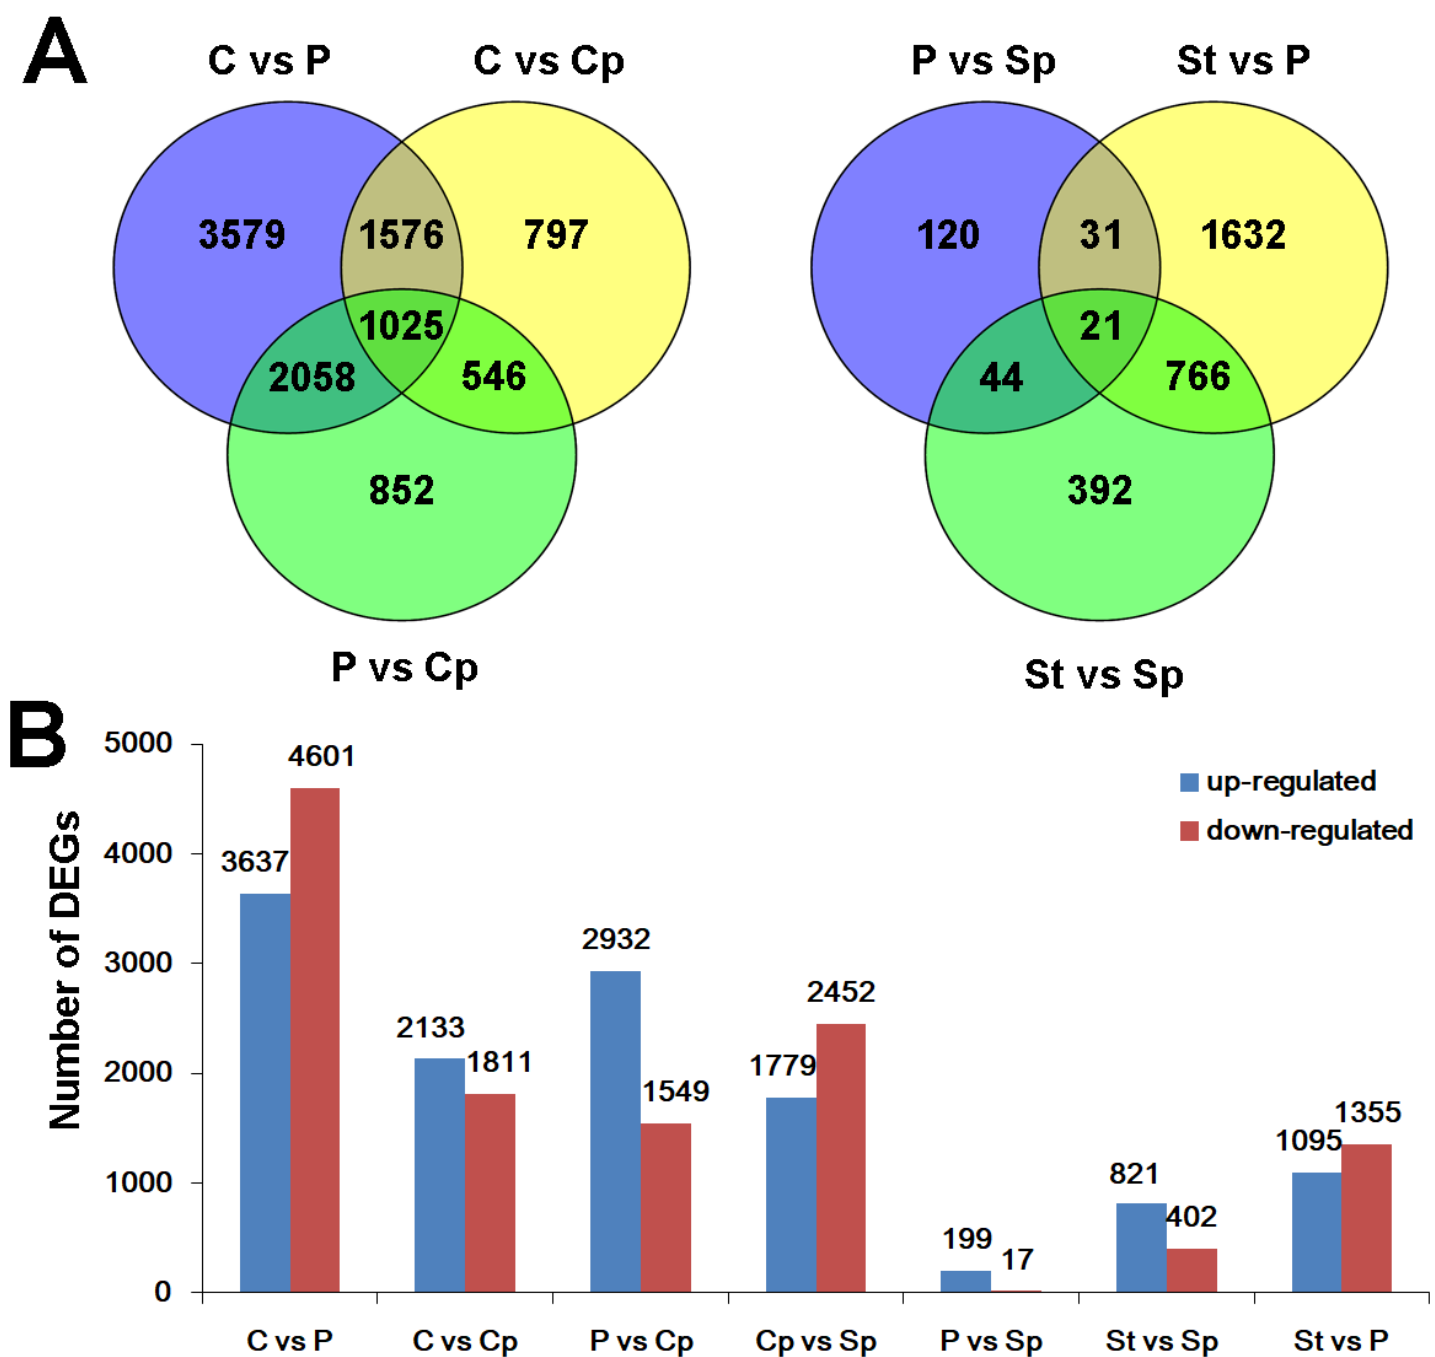 A
C vs P
C vs Cp
P vs Sp
St vs P
3579
1576
797
120
31
1632
1025
21
2058
546
44
766
852
392
P vs Cp
St vs Sp
B
Number of DEGs
5000
4000
3000
2000
1000
0
up-regulated
down-regulated
3637
4601
2133
1811
2932
1549
1779
2452
199
17
821
402
1095
1355
C vs P
C vs Cp
P vs Cp
Cp vs Sp
P vs Sp
St vs Sp
St vs P